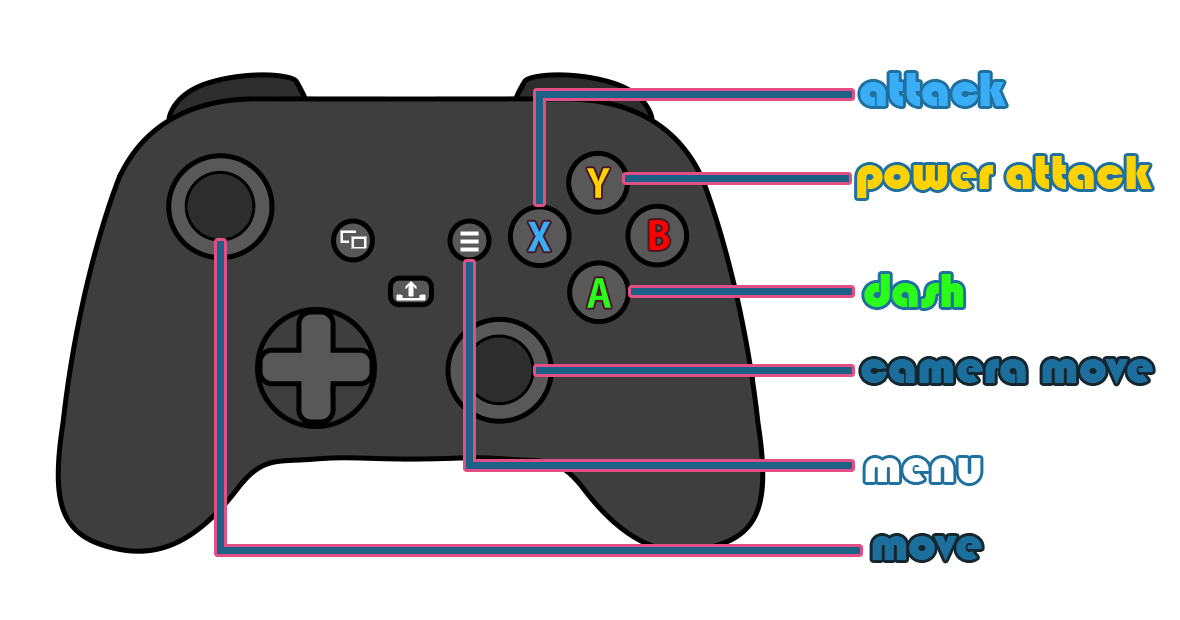 attack
Y
power attack
X
B
A
dash
camera move
menu
move